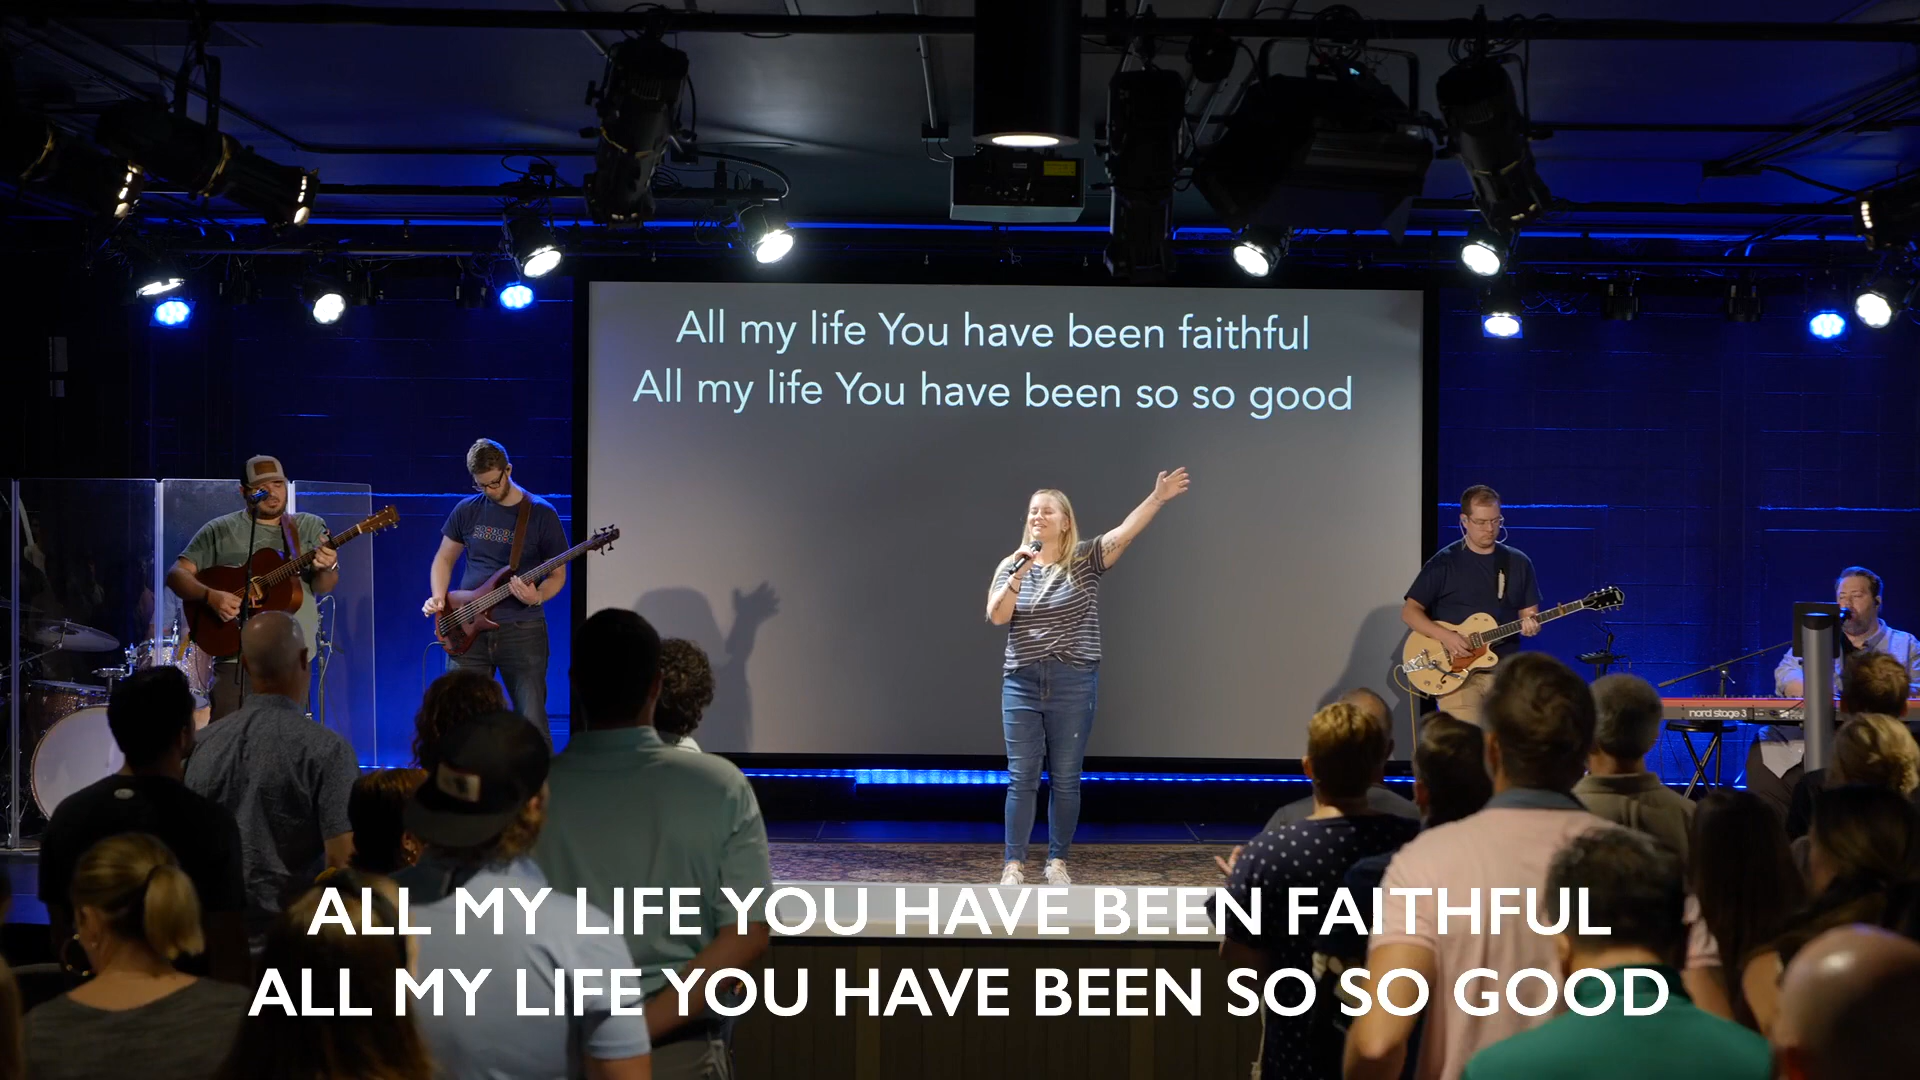 All my life You have been faithful
All my life You have been so so good
nord stage 3
ALL MY LIFE YOU HAVE BEEN FAITHFUL
ALL MY LIFE YOU HAVE BEEN SO SO GOOD